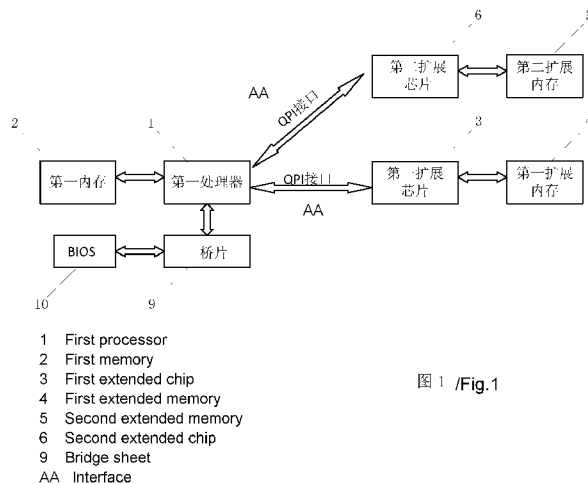 6
第二扩展
芯片
第二扩展
内存
AA
QPI接口
2
1
3
第一内存
第一处理器
QPI接口
第一扩展
芯片
第一扩展
内存
AA
BIOS
桥片
10
9
1 First processor
2 First memory
3 First extended chip
4 First extended memory
5 Second extended memory
6 Second extended chip
9 Bridge sheet
AA Interface
图 1 /Fig.1